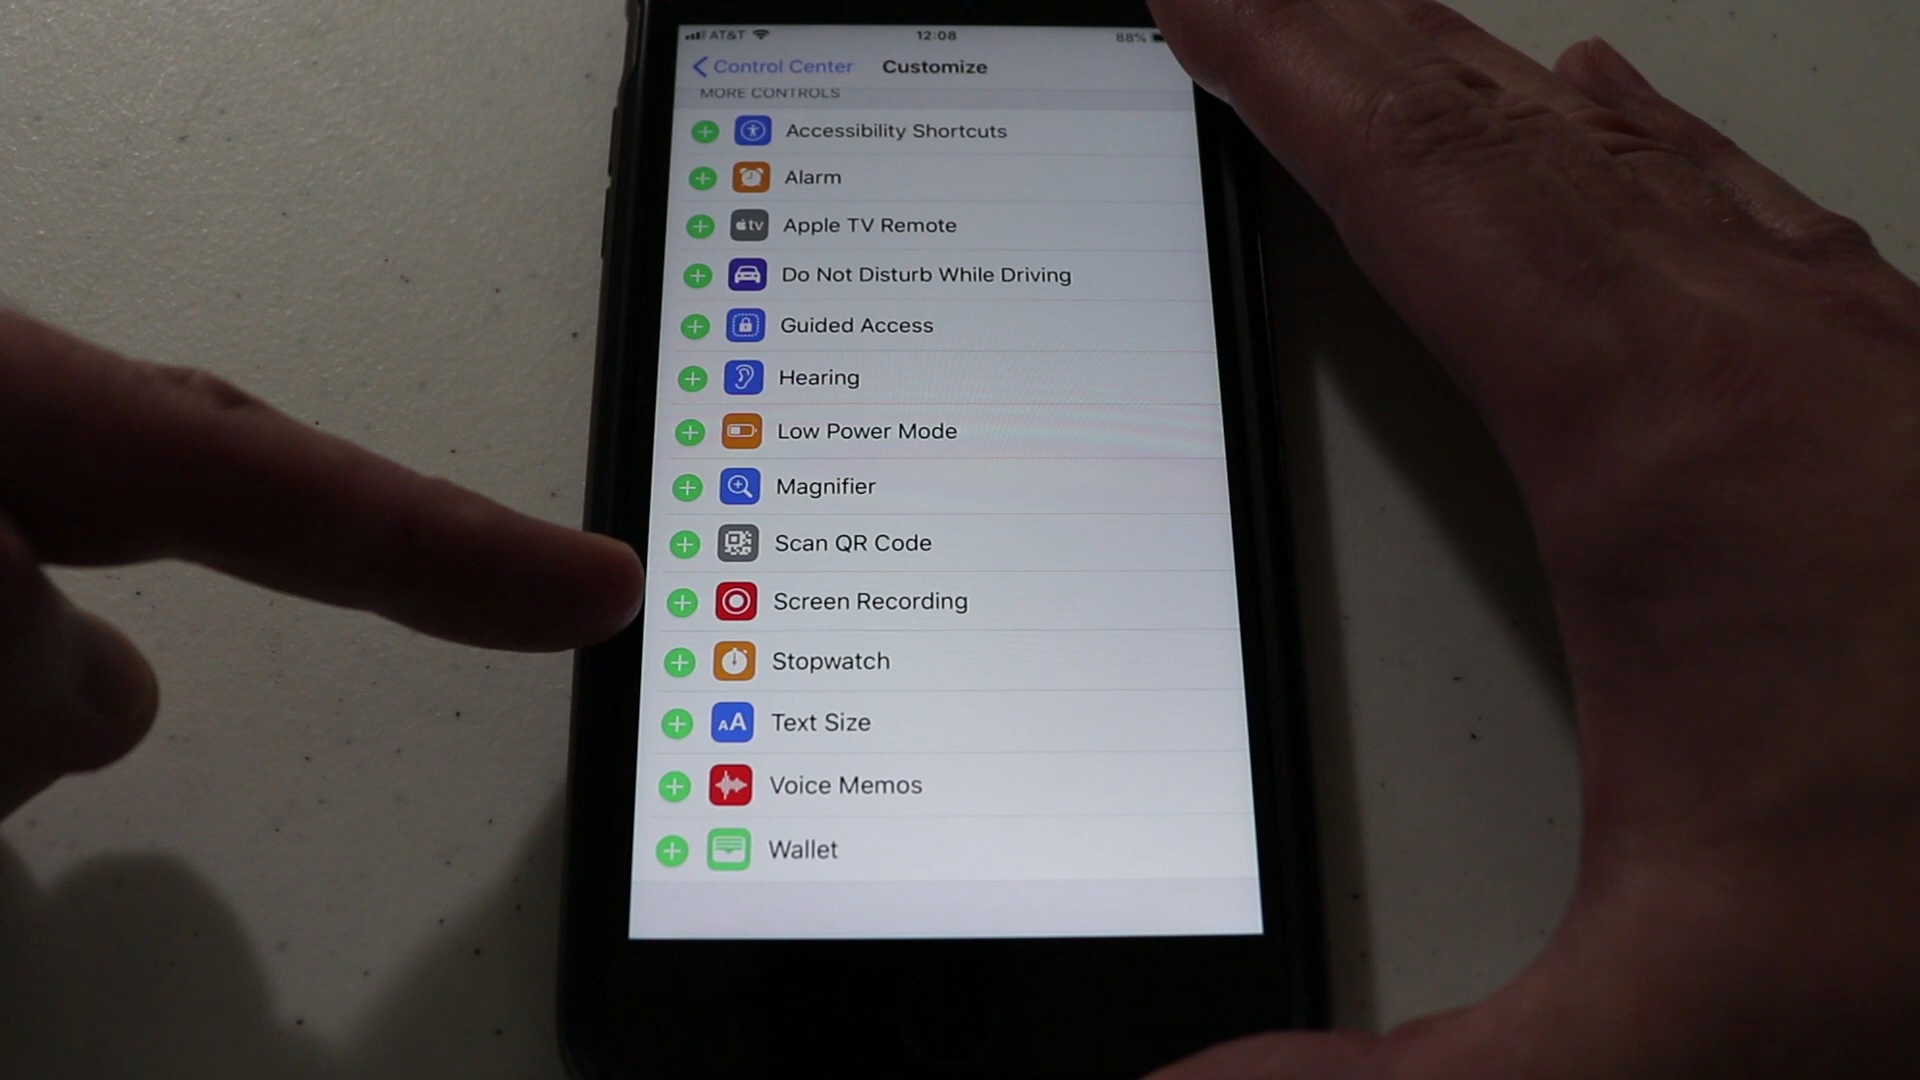 AT&T 12:08 88%
Control Center Customize
MORE CONTROLS
Accessibility Shortcuts
Alarm
tv Apple TV Remote
Do Not Disturb While Driving
Guided Access
Hearing
Low Power Mode
Magnifier
Scan QR Code
Screen Recording
Stopwatch
AA Text Size
Voice Memos
Wallet